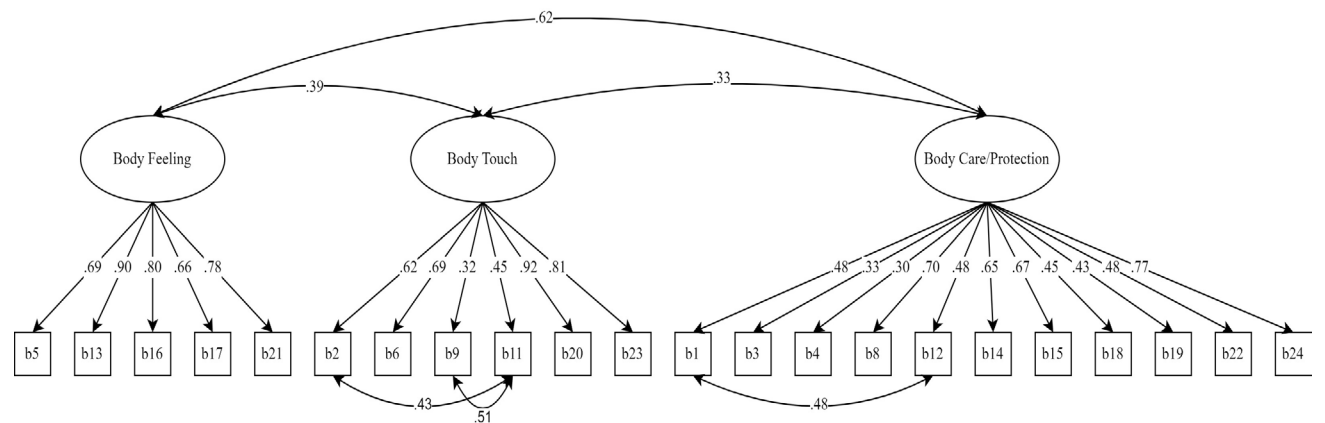 .62
.39
.33
Body Feeling
Body Touch
Body Care/Protection
.69 .90 .80 .66 .78
.62 .69 .32 .45 .92 .81
.48 .33 .30 .70 .48 .65 .67 .45 .43 .48 .77
b5 b13 b16 b17 b21 b2 b6 b9 b11 b20 b23 b1 b3 b4 b8 b12 b14 b15 b18 b19 b22 b24
.43
.51
.48